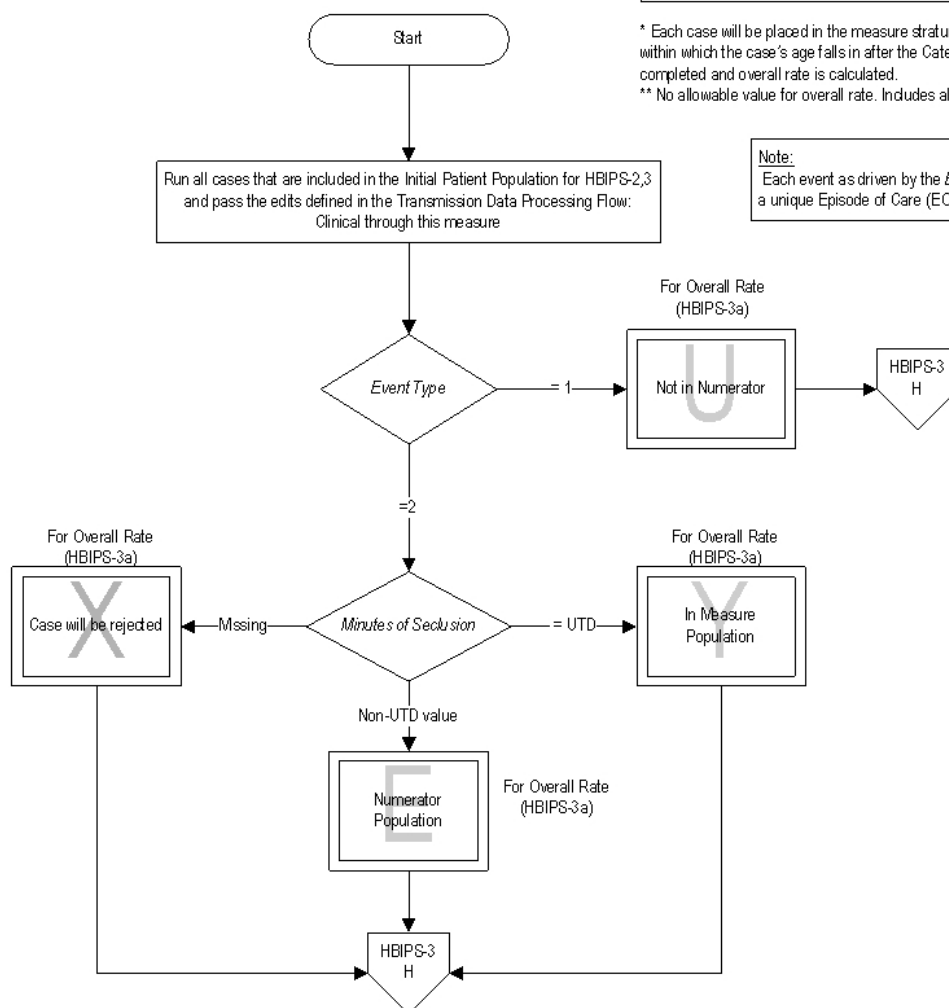 * Each case will be placed in the measure
within which the case's age falls in after the
completed and overall rate is calculated.
** No allowable value for overall rate. Includes
Start
Note:
Each event as driven by the
a unique Episode of Care
Run all cases that are included in the Initial Patient Population for HBIPS-2,3
and pass the edits defined in the Transmission Data Processing Flow:
Clinical through this measure
For Overall Rate
(HBIPS-3a)
Event Type
= 1
U
Not in Numerator
HBIPS-3
H
=2
For Overall Rate
(HBIPS-3a)
For Overall Rate
(HBIPS-3a)
X
Case will be rejected
Mssing
Minutes of Seclusion
= UTD
Y
In Measure
Population
Non-UTD value
E
Numerator
Population
For Overall Rate
(HBIPS-3a)
HBIPS-3
H